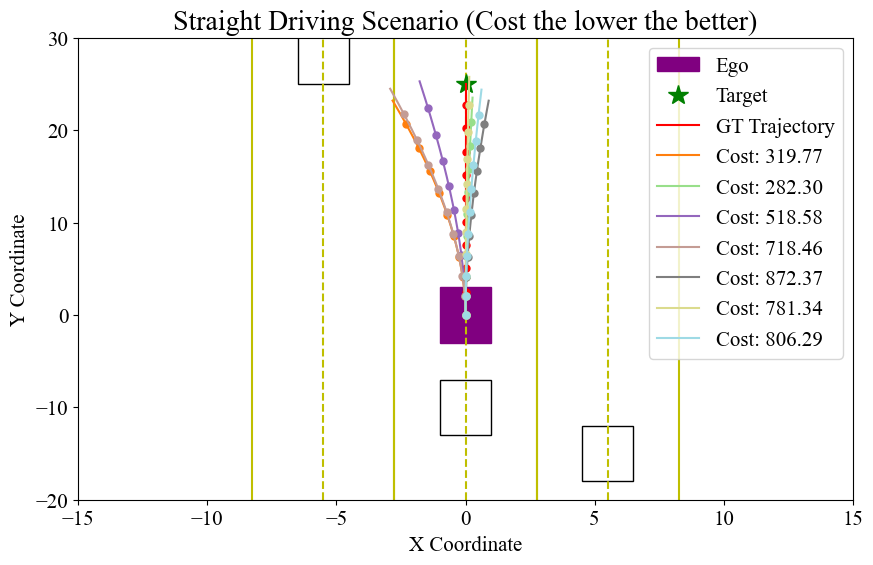 Straight Driving Scenario (Cost the lower the better)
Ego
Target
GT Trajectory
Cost: 319.77
Cost: 282.30
Cost: 518.58
Cost: 718.46
Cost: 872.37
Cost: 781.34
Cost: 806.29
30
20
10
0
−10
−20
Y Coordinate
−15
−10
−5
0
5
10
15
X Coordinate